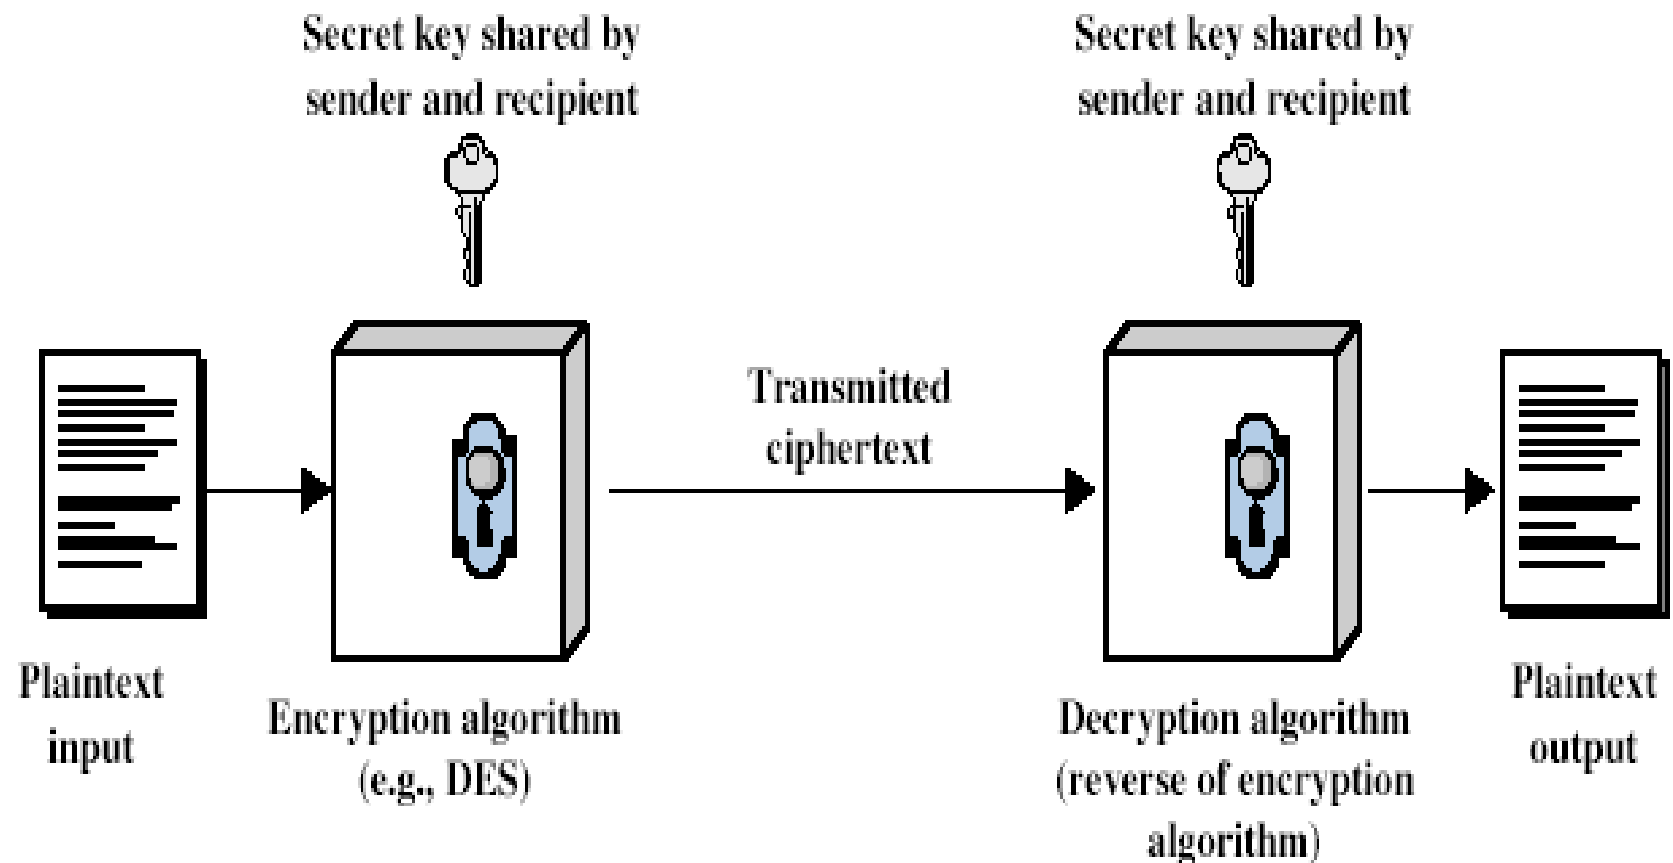 Secret key shared by
sender and recipient
Secret key shared by
sender and recipient
Transmitted
ciphertext
Plaintext
input
Encryption algorithm
(e.g., DES)
Decryption algorithm
(reverse of encryption
algorithm)
Plaintext
output